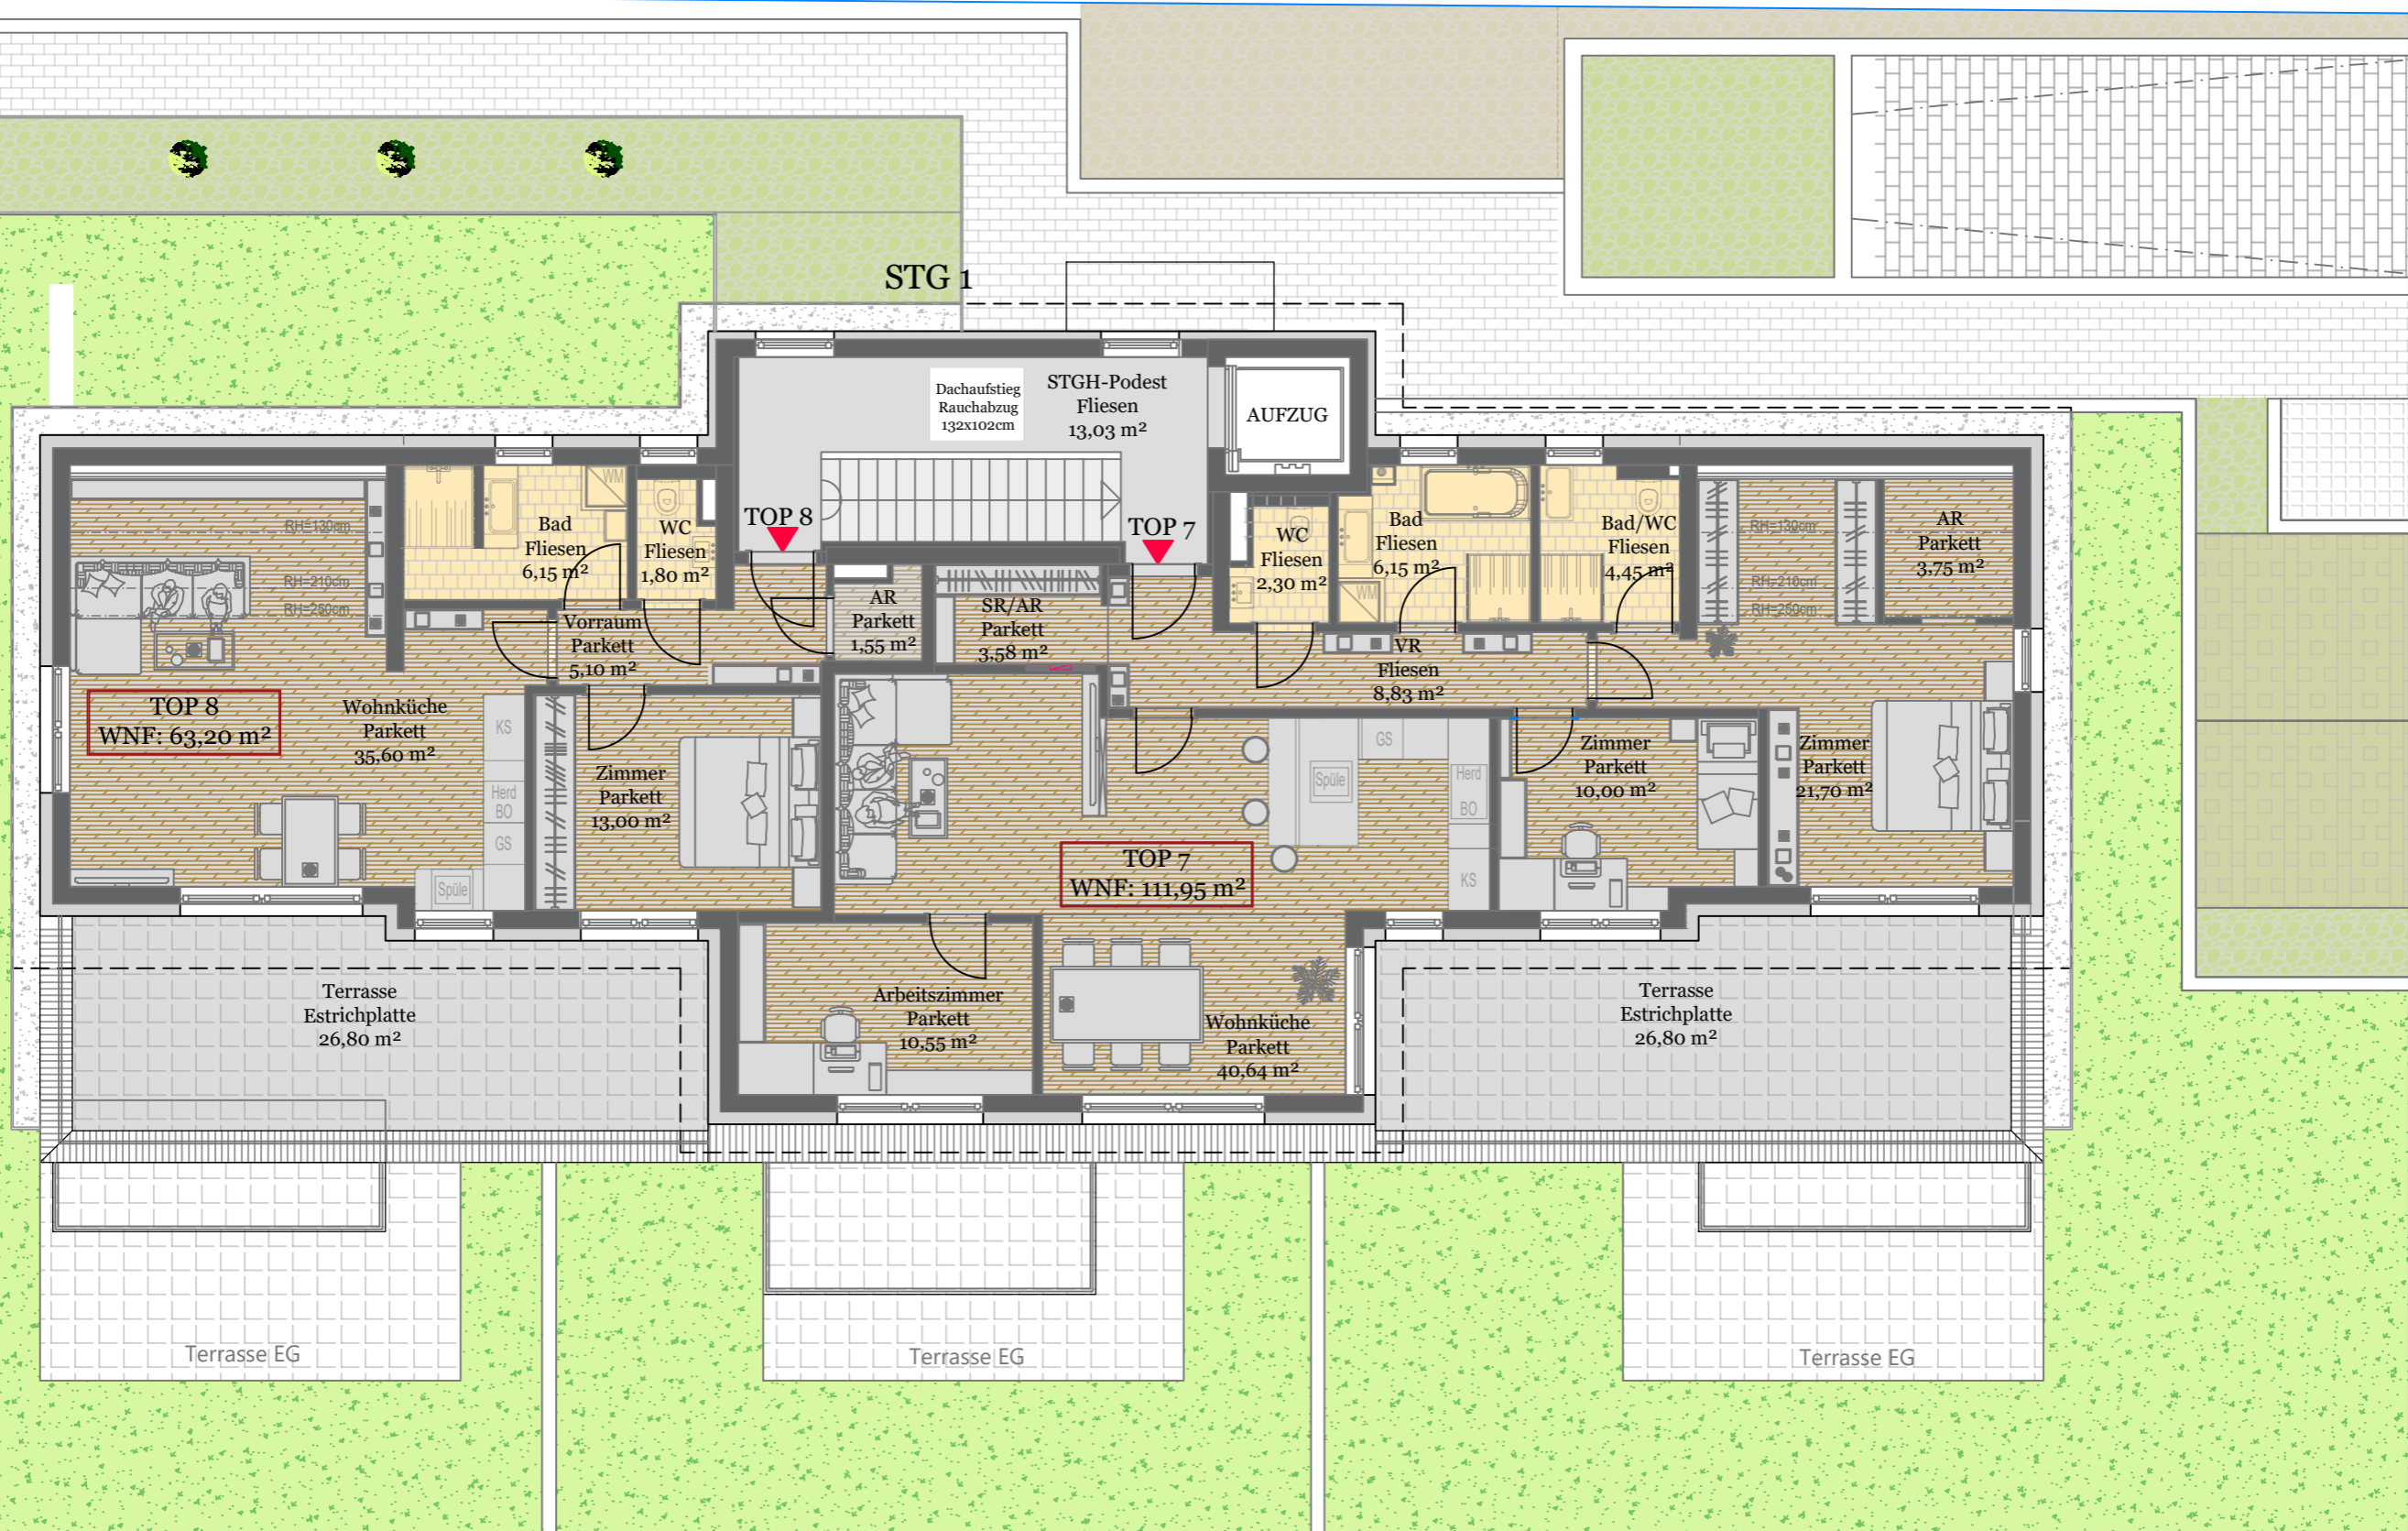 STG 1
Dachaufstieg
Rauchabzug
132x102cm
STGH-Podest
Fliesen
13,03 m²
AUFZUG
TOP 8
TOP 7
RH=130cm
RH=210cm
RH=250cm
WM
Bad
Fliesen
6,15 m²
WC
Fliesen
1,80 m²
Vorraum
Parkett
5,10 m²
AR
Parkett
1,55 m²
SR/AR
Parkett
3,58 m²
WC
Fliesen
2,30 m²
Bad
Fliesen
6,15 m²
WM
Bad/WC
Fliesen
4,45 m²
RH=130cm
RH=210cm
RH=250cm
AR
Parkett
3,75 m²
VR
Fliesen
8,83 m²
TOP 8
WNF: 63,20 m²
Wohnküche
Parkett
35,60 m²
KS
Herd
BO
GS
Spüle
Zimmer
Parkett
13,00 m²
Spüle
GS
Herd
BO
KS
TOP 7
WNF: 111,95 m²
Zimmer
Parkett
10,00 m²
Zimmer
Parkett
21,70 m²
Terrasse
Estrichplatte
26,80 m²
Arbeitszimmer
Parkett
10,55 m²
Wohnküche
Parkett
40,64 m²
Terrasse
Estrichplatte
26,80 m²
Terrasse EG
Terrasse EG
Terrasse EG